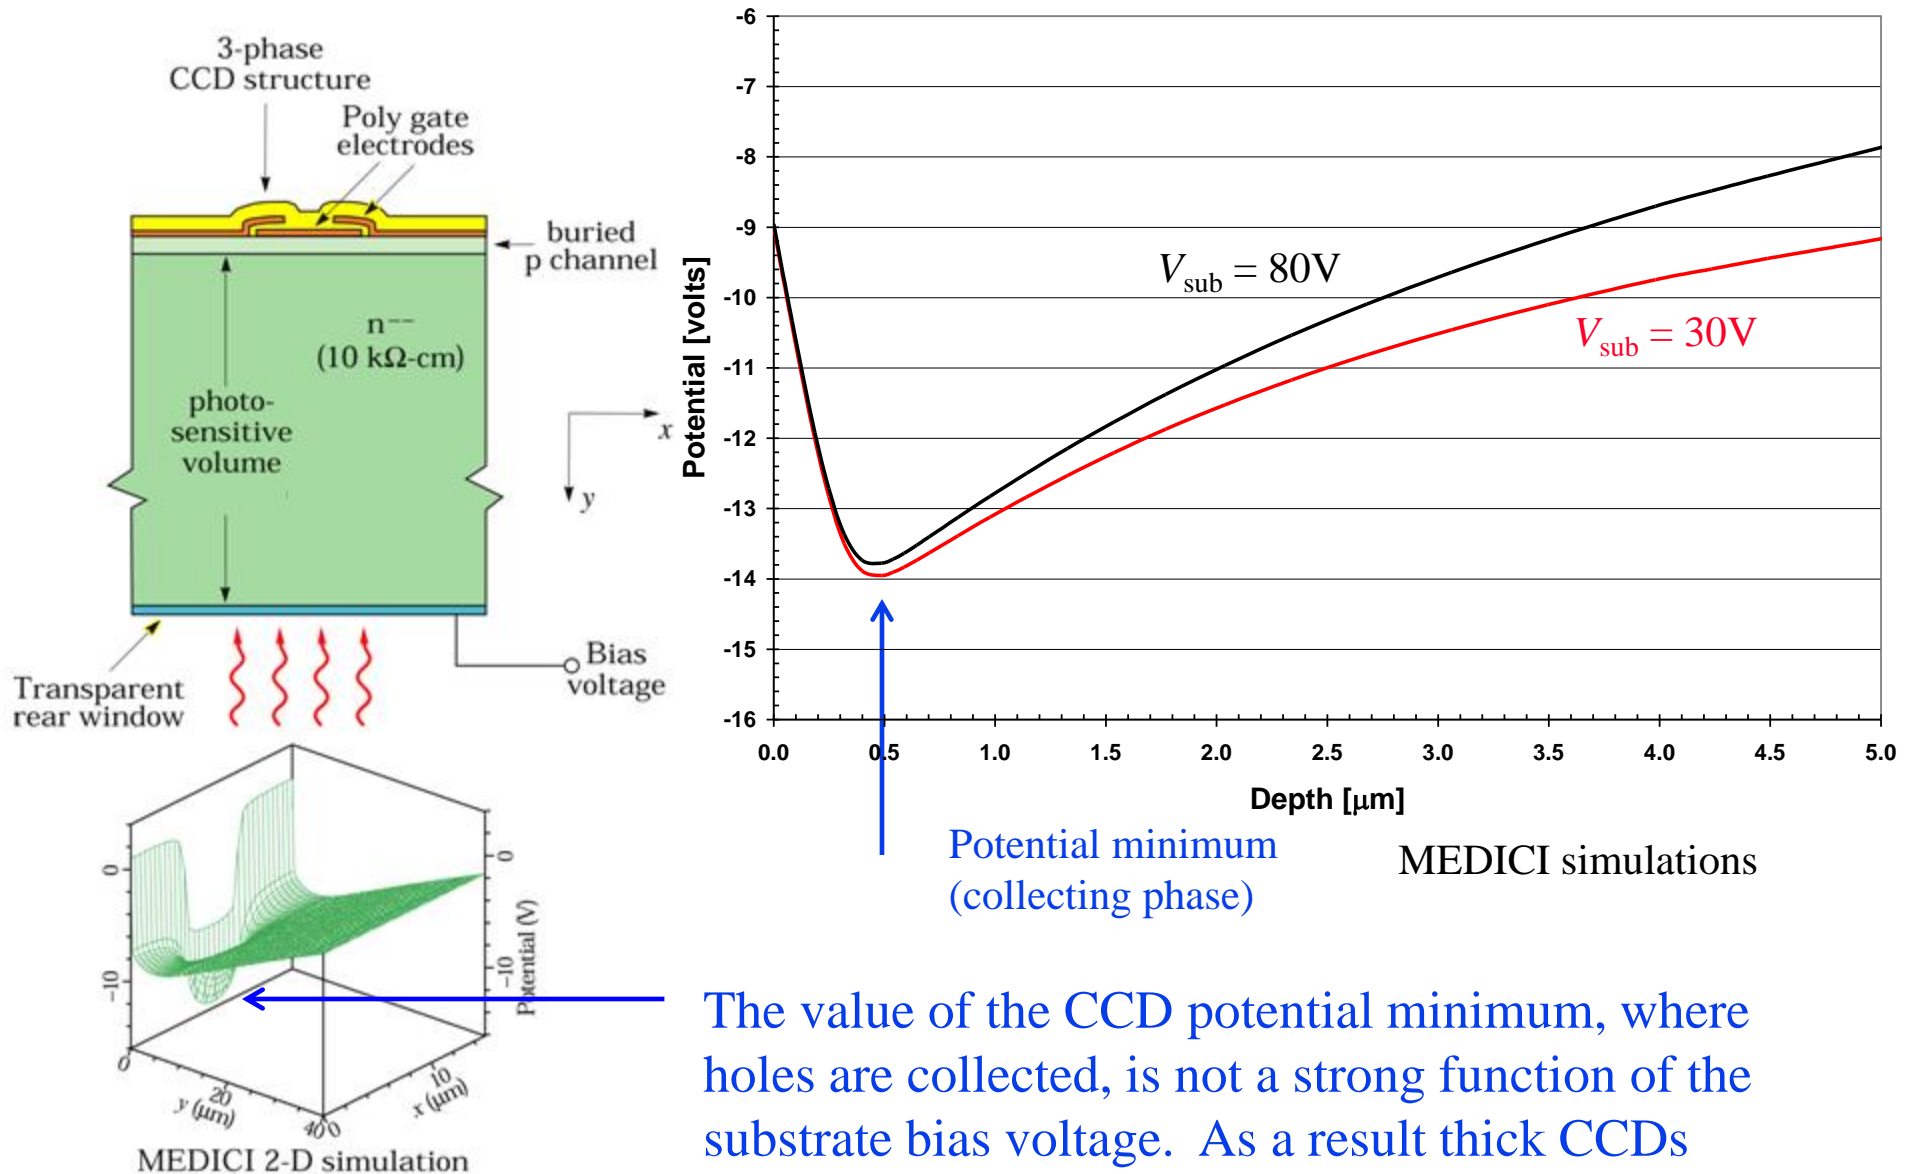 3-phase
CCD structure
Poly gate
electrodes
buried
p channel
n−−
(10 kΩ-cm)
photo-
sensitive
volume
x
y
Bias
voltage
Transparent
rear window
-6
-7
-8
-9
-10
-11
-12
-13
-14
-15
-16
Potential [volts]
Vsub = 80V
Vsub = 30V
0.0 0.5 1.0 1.5 2.0 2.5 3.0 3.5 4.0 4.5 5.0
Depth [µm]
Potential minimum
(collecting phase)
MEDICI simulations
0
−10
0
−10
Potential (V)
0
20
40
y (µm)
0
10
x (µm)
MEDICI 2-D simulation
The value of the CCD potential minimum, where
holes are collected, is not a strong function of the
substrate bias voltage. As a result thick CCDs